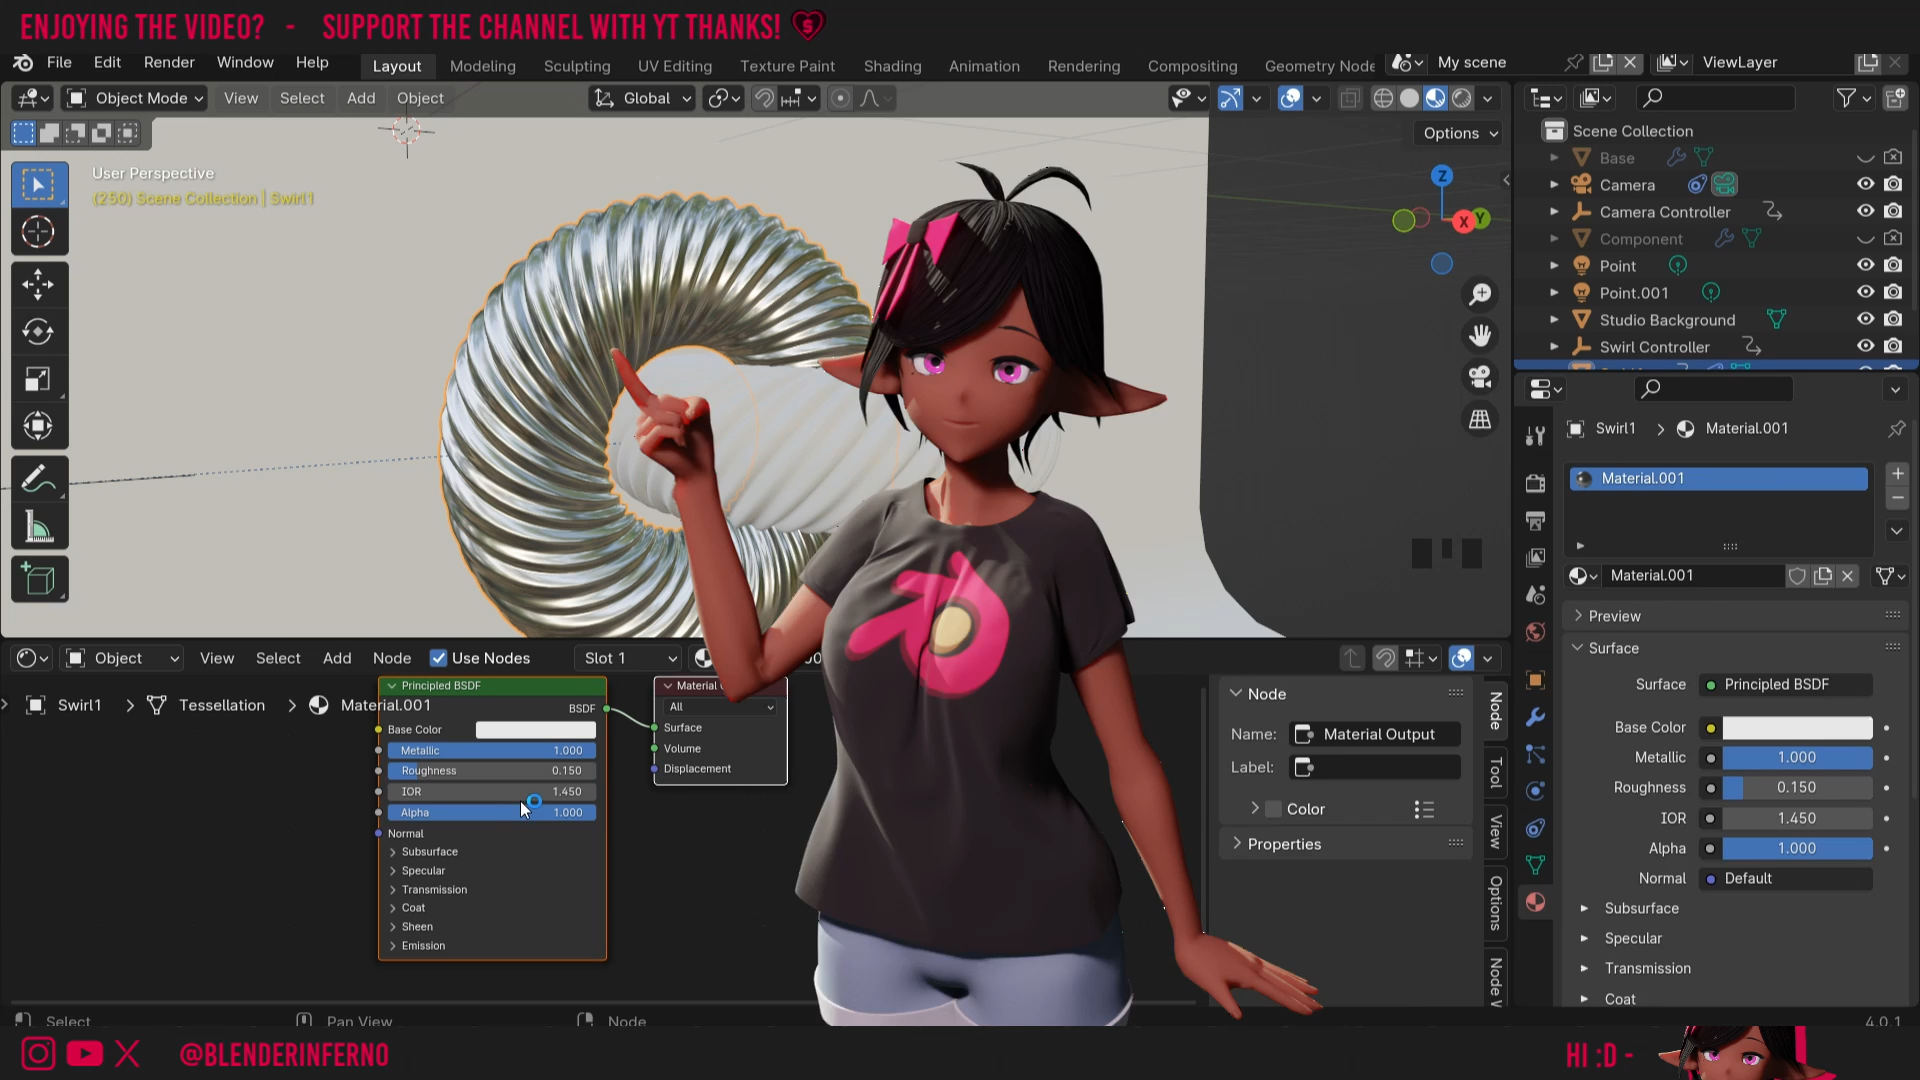 ENJOYING THE VIDEO? - SUPPORT THE CHANNEL WITH YT THANKS!
File Edit Render Window Help
Layout Modeling Sculpting UV Editing Texture Paint Shading Animation Rendering Compositing Geometry Node
My scene
ViewLayer
Object Mode View Select Add Object
Global
Options
User Perspective
(250) Scene Collection | Swirl1
Z
X
Y
Scene Collection
Base
Camera
Camera Controller
Component
Point
Point.001
Studio Background
Swirl Controller
Swirl1 > Material.001
Material.001
Material.001
Preview
Surface
Surface Principled BSDF
Base Color
Metallic 1.000
Roughness 0.150
IOR 1.450
Alpha 1.000
Normal Default
Subsurface
Specular
Transmission
Coat
Object View Select Add Node Use Nodes Slot 1
Swirl1 > Tessellation > Material.001
Principled BSDF
BSDF
Base Color
Metallic 1.000
Roughness 0.150
IOR 1.450
Alpha 1.000
Normal
Subsurface
Specular
Transmission
Coat
Sheen
Emission
Material
All
Surface
Volume
Displacement
Node
Name: Material Output
Label:
Color
Properties
Node
Tool
View
Options
Node
Select Pan View Node
4.0.1
@BLENDERINFERNO
HI :D -